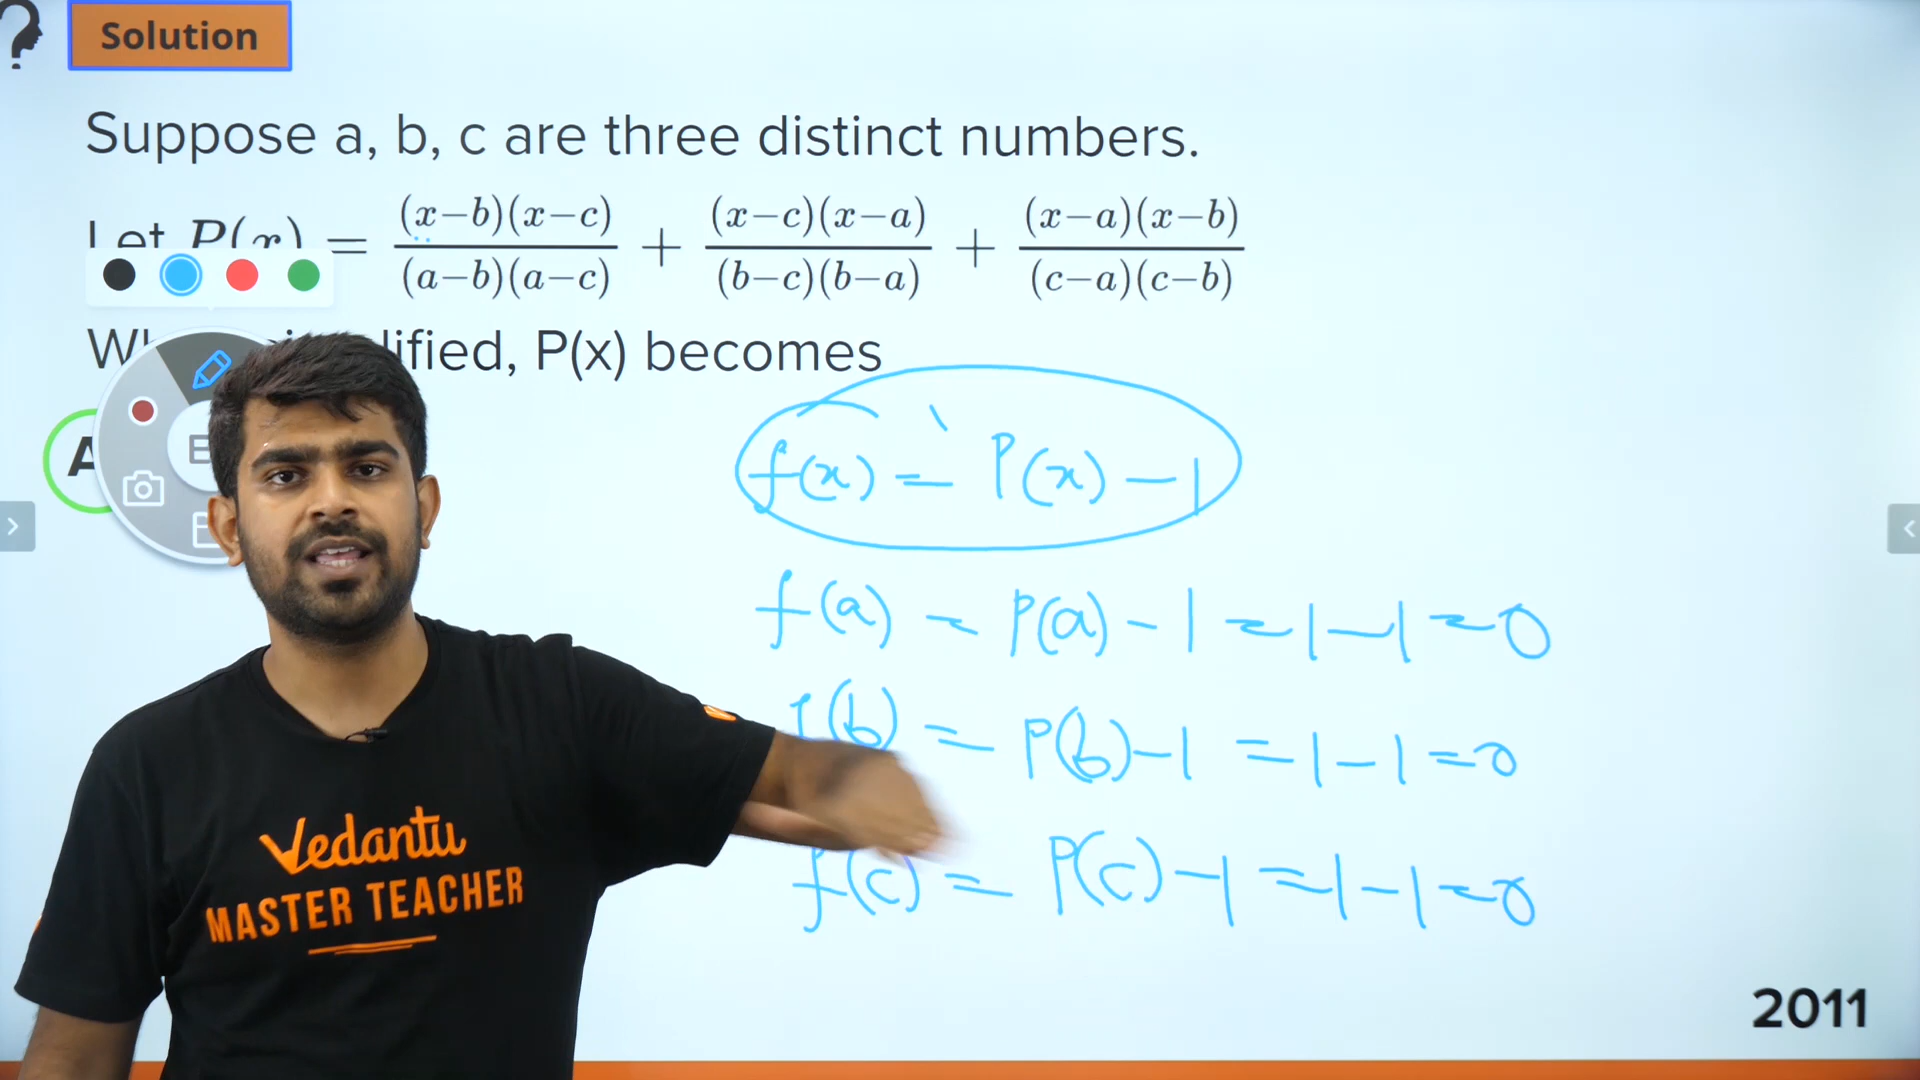 Solution
Suppose a, b, c are three distinct numbers.
Let P(x) = (x−b)(x−c)/(a−b)(a−c) + (x−c)(x−a)/(b−c)(b−a) + (x−a)(x−b)/(c−a)(c−b)
lified, P(x) becomes
A
f(x) = P(x) − 1
f(a) = P(a) − 1 = 1 − 1 = 0
f(b) = P(b) − 1 = 1 − 1 = 0
f(c) = P(c) − 1 = 1 − 1 = 0
Vedantu
MASTER TEACHER
2011